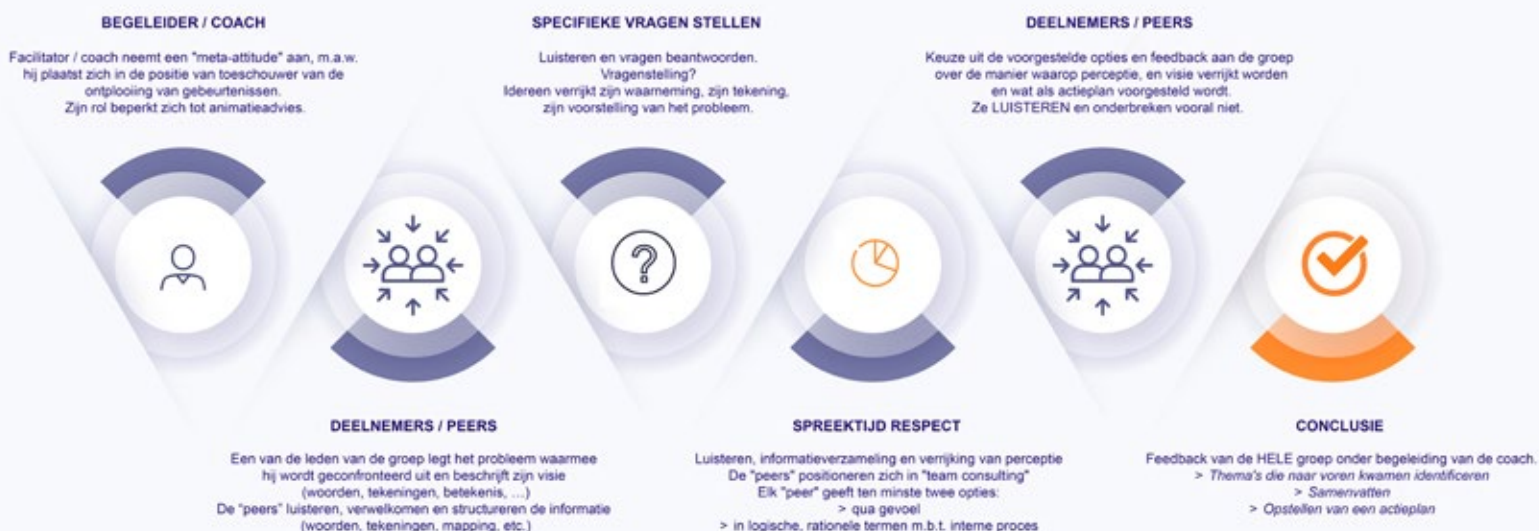 BEGELEIDER / COACH
Facilitator / coach neemt een "meta-attitude" aan, m.a.w.
hij plaatst zich in de positie van toeschouwer van de
ontplooiing van gebeurtenissen.
Zijn rol beperkt zich tot animatieadvies.
DEELNEMERS / PEERS
Een van de leden van de groep legt het probleem waarmee
hij wordt geconfronteerd uit en beschrijft zijn visie
(woorden, tekeningen, betekenis, ...)
De "peers" luisteren, verwelkomen en structureren de informatie
(woorden, tekeningen, mapping, etc.)
SPECIFIEKE VRAGEN STELLEN
Luisteren en vragen beantwoorden.
Vragenstelling?
Idereen verrijkt zijn waarneming, zijn tekening,
zijn voorstelling van het probleem.
SPREEKTIJD RESPECT
Luisteren, informatieverzameling en verrijking van perceptie
De "peers" positioneren zich in "team consulting"
Elk "peer" geeft ten minste twee opties:
> qua gevoel
> in logische, rationele termen m.b.t. interne proces
DEELNEMERS / PEERS
Keuze uit de voorgestelde opties en feedback aan de groep
over de manier waarop perceptie, en visie verrijkt worden
en wat als actieplan voorgesteld wordt.
Ze LUISTEREN en onderbreken vooral niet.
CONCLUSIE
Feedback van de HELE groep onder begeleiding van de coach.
> Thema's die naar voren kwamen identificeren
> Samenvatten
> Opstellen van een actieplan